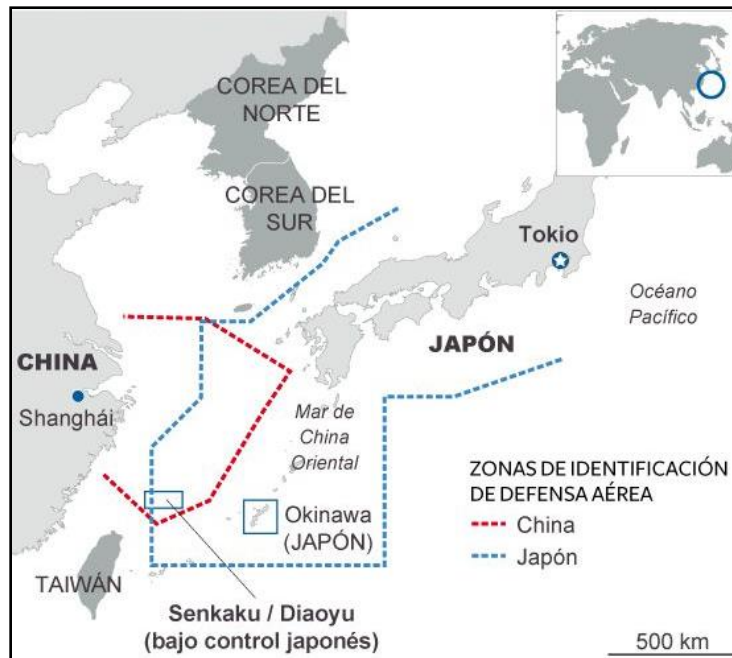 COREA DEL
NORTE
COREA DEL
SUR
Tokio
Océano
Pacífico
CHINA
JAPÓN
Shanghái
Mar de
China
Oriental
ZONAS DE IDENTIFICACIÓN
DE DEFENSA AÉREA
China
Japón
Okinawa
(JAPÓN)
TAIWÁN
Senkaku / Diaoyu
(bajo control japonés)
500 km